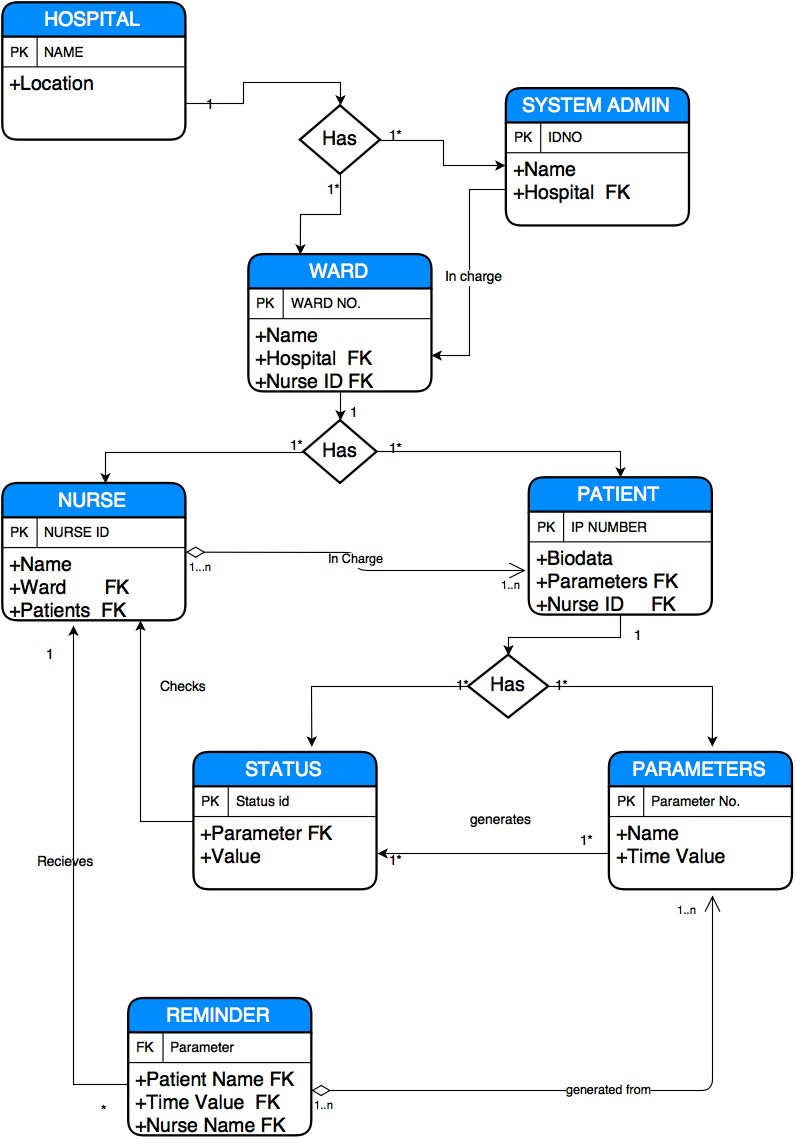 HOSPITAL
PK NAME
+Location
1
Has
1*
1*
SYSTEM ADMIN
PK IDNO
+Name
+Hospital FK
In charge
WARD
PK WARD NO.
+Name
+Hospital FK
+Nurse ID FK
1
1*
Has
1*
NURSE
PK NURSE ID
+Name
+Ward FK
+Patients FK
1...n
In Charge
1..n
PATIENT
PK IP NUMBER
+Biodata
+Parameters FK
+Nurse ID FK
1
1
Checks
1*
Has
1*
STATUS
PK Status id
+Parameter FK
+Value
generates
1*
1*
PARAMETERS
PK Parameter No.
+Name
+Time Value
Recieves
1..n
REMINDER
FK Parameter
+Patient Name FK
+Time Value FK
+Nurse Name FK
*
1..n
generated from